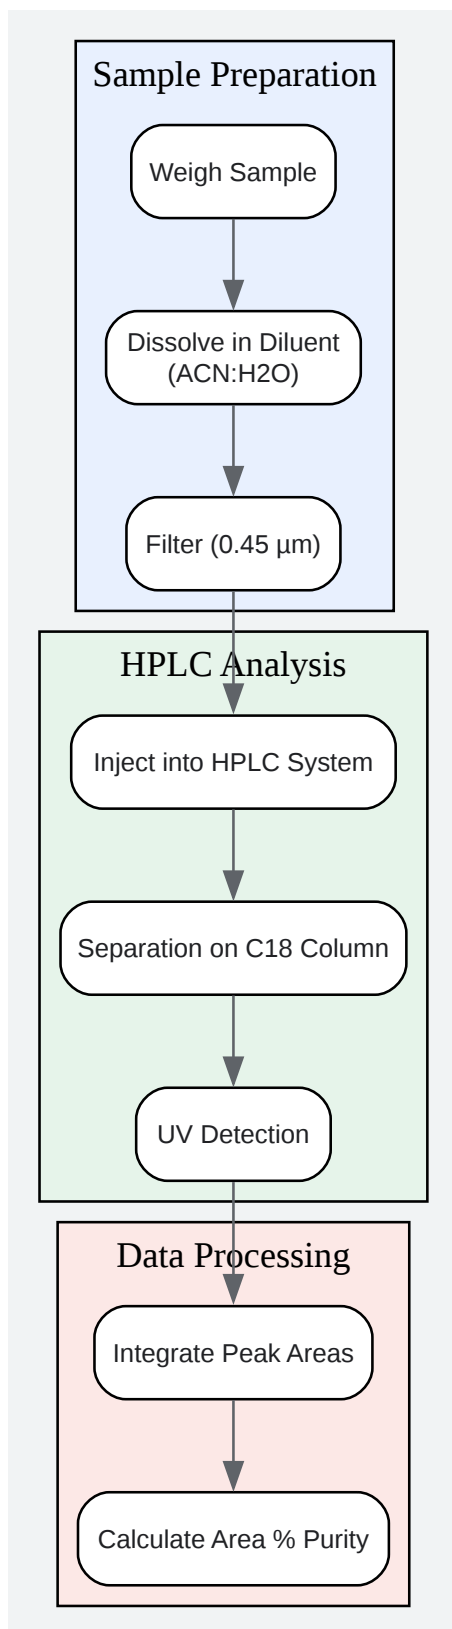 Sample Preparation
Weigh Sample
Dissolve in Diluent
(ACN:H2O)
Filter (0.45 µm)
HPLC Analysis
Inject into HPLC System
Separation on C18 Column
UV Detection
Data Processing
Integrate Peak Areas
Calculate Area % Purity